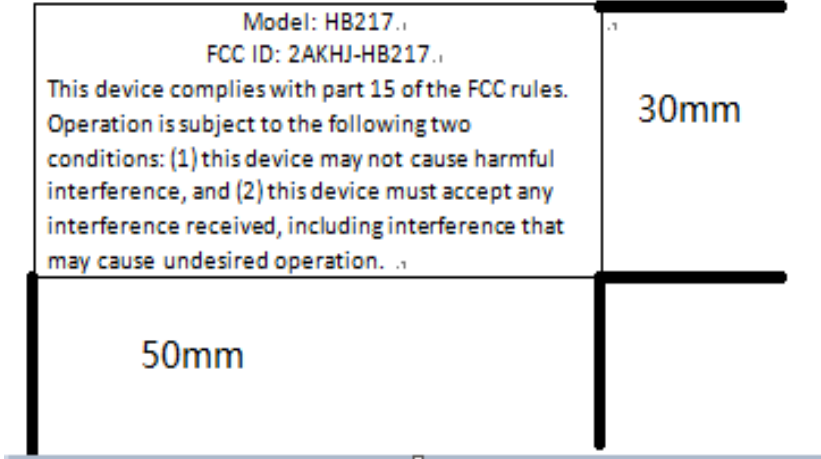 Model: HB217.
FCC ID: 2AKHJ-HB217.
This device complies with part 15 of the FCC rules.
Operation is subject to the following two
conditions: (1) this device may not cause harmful
interference, and (2) this device must accept any
interference received, including interference that
may cause undesired operation.
30mm
50mm